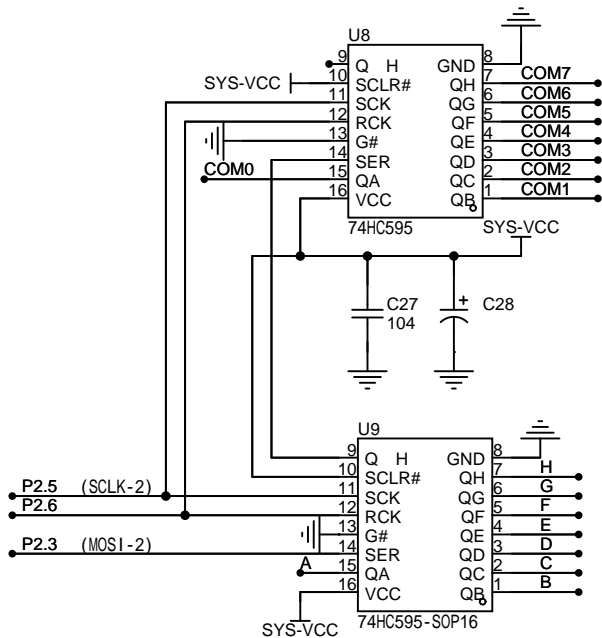 U8
9 Q H GND 8
SYS-VCC 10 SCLR# QH 7 COM7
11 SCK QG 6 COM6
12 RCK QF 5 COM5
13 G# QE 4 COM4
14 SER QD 3 COM3
COM0 15 QA QC 2 COM2
16 VCC QB 1 COM1
74HC595
SYS-VCC
C27
104
+ C28
U9
9 Q H GND 8
10 SCLR# QH 7 H
P2.5 (SCLK-2) 11 SCK QG 6 G
P2.6 12 RCK QF 5 F
13 G# QE 4 E
P2.3 (MOSI-2) 14 SER QD 3 D
A 15 QA QC 2 C
16 VCC QB 1 B
SYS-VCC
74HC595-SOP16